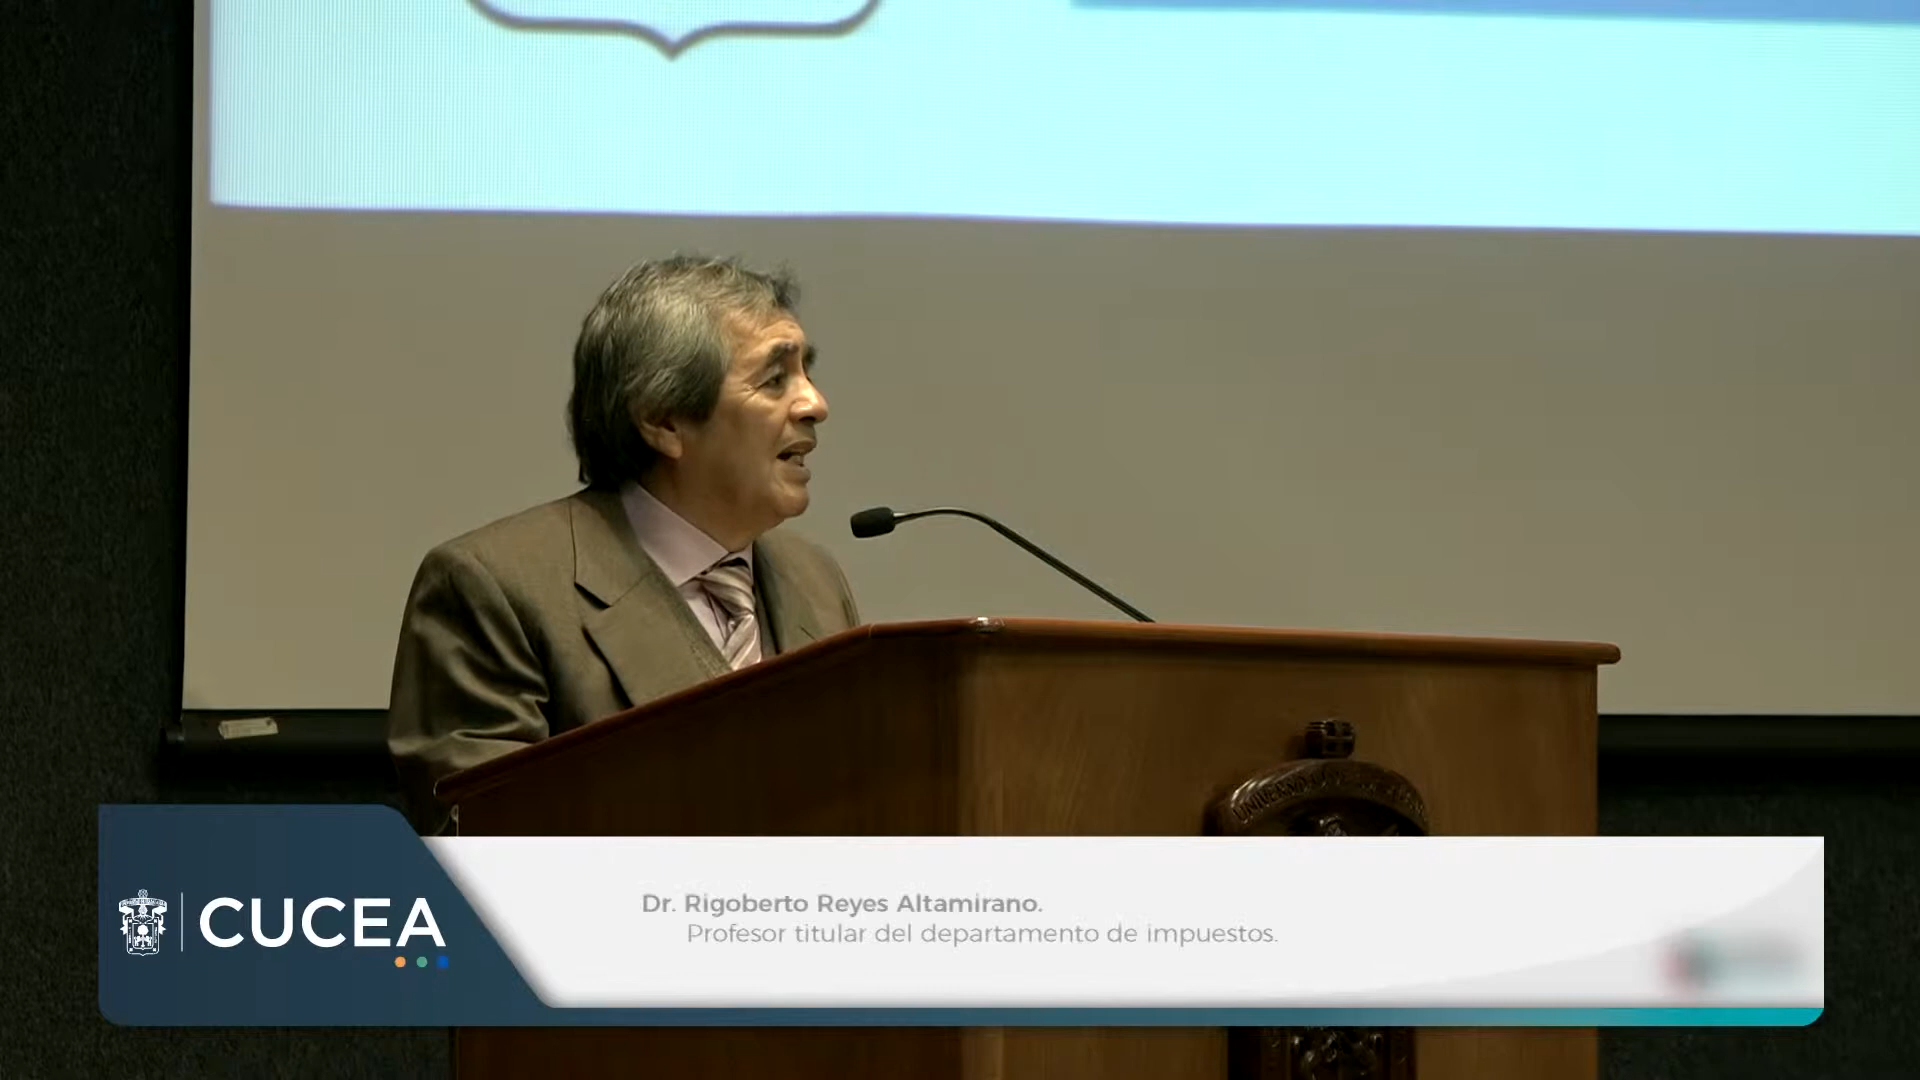 CUCEA
Dr. Rigoberto Reyes Altamirano.
Profesor titular del departamento de impuestos.